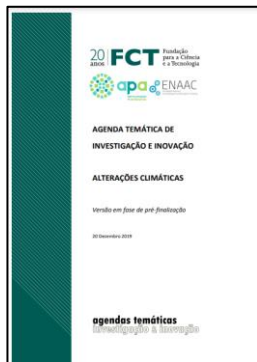 20 anos FCT Fundação para a Ciência e a Tecnologia
apa ENAAC
AGENDA TEMÁTICA DE
INVESTIGAÇÃO E INOVAÇÃO
ALTERAÇÕES CLIMÁTICAS
Versão em fase de pré-finalização
30 Dezembro 2019
agendas temáticas
investigação & inovação